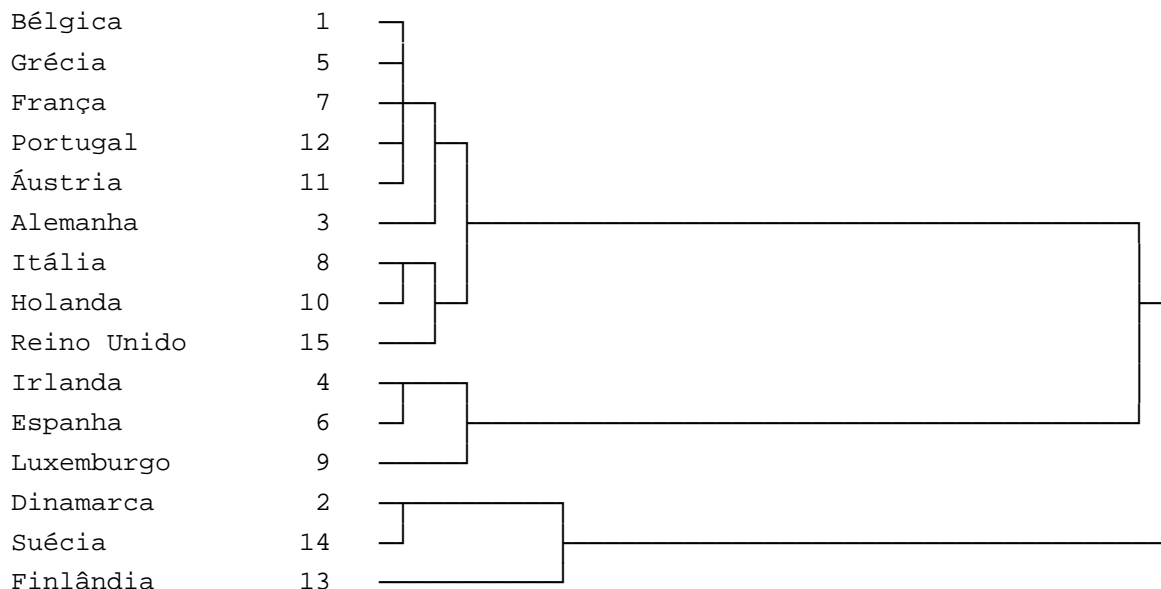 Bélgica 1
Grécia 5
França 7
Portugal 12
Áustria 11
Alemanha 3
Itália 8
Holanda 10
Reino Unido 15
Irlanda 4
Espanha 6
Luxemburgo 9
Dinamarca 2
Suécia 14
Finlândia 13